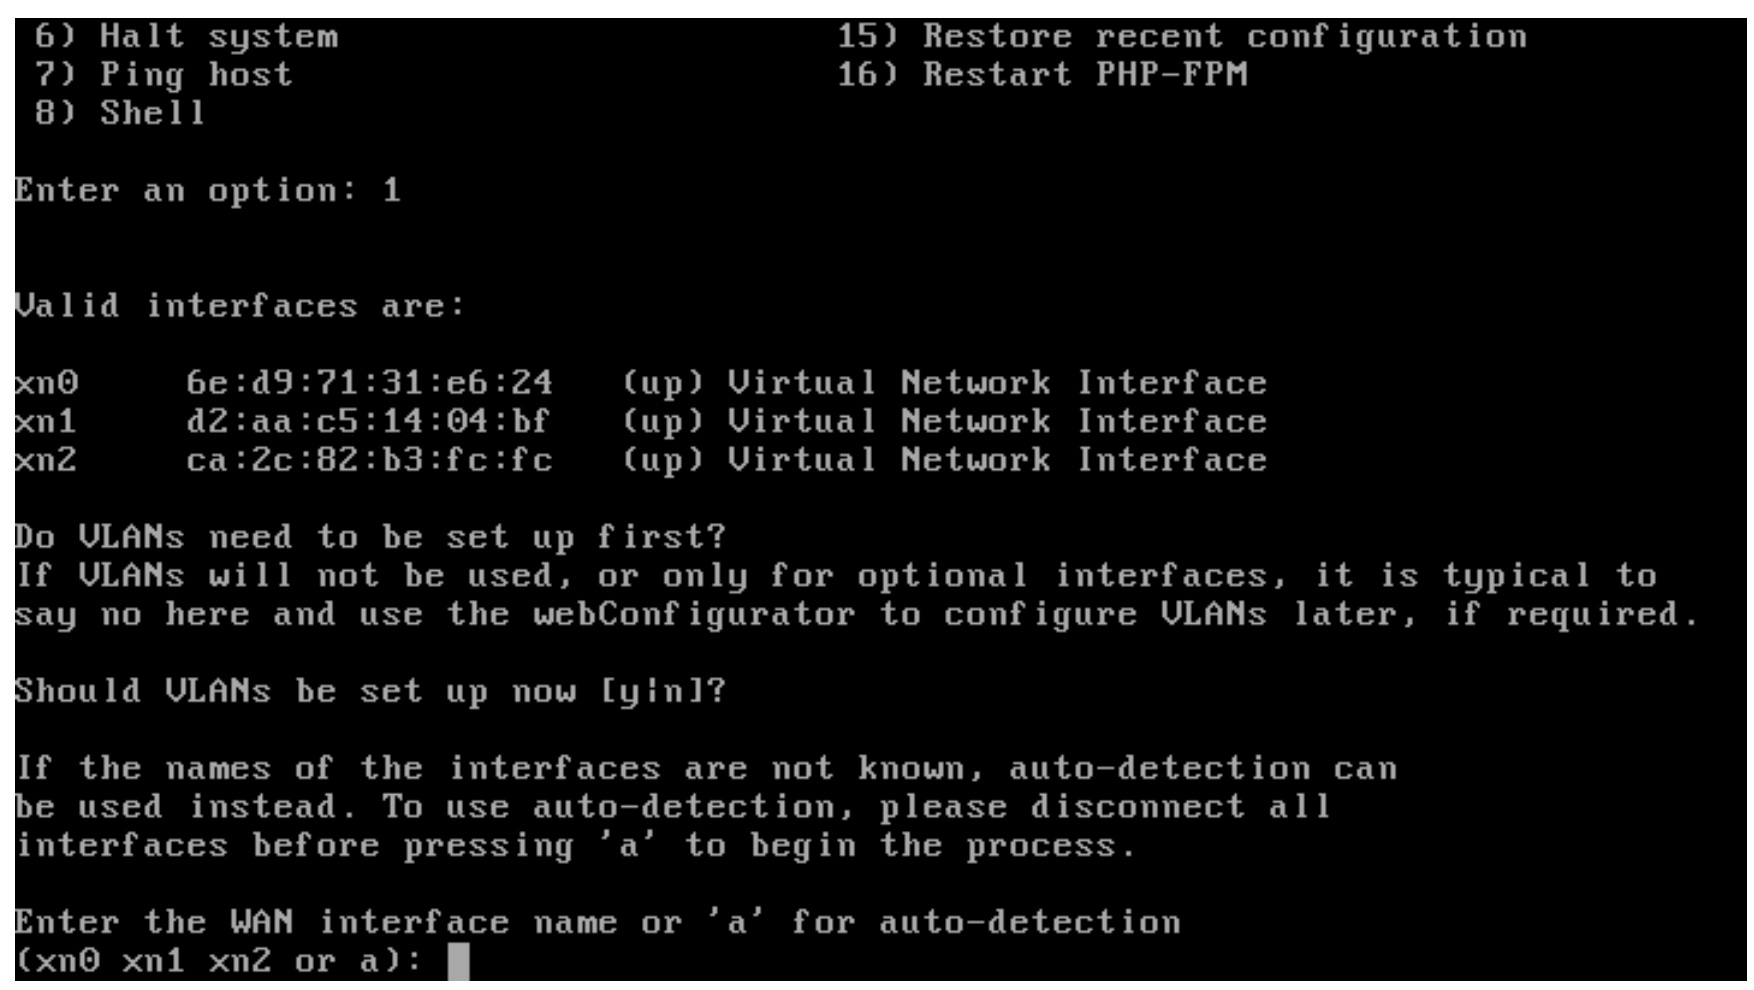 6) Halt system                       15) Restore recent configuration
7) Ping host                         16) Restart PHP-FPM
8) Shell
Enter an option: 1
Valid interfaces are:
xn0     6e:d9:71:31:e6:24   (up) Virtual Network Interface
xn1     d2:aa:c5:14:04:bf   (up) Virtual Network Interface
xn2     ca:2c:82:b3:fc:fc   (up) Virtual Network Interface
Do VLANs need to be set up first?
If VLANs will not be used, or only for optional interfaces, it is typical to
say no here and use the webConfigurator to configure VLANs later, if required.
Should VLANs be set up now [y|n]?
If the names of the interfaces are not known, auto-detection can
be used instead. To use auto-detection, please disconnect all
interfaces before pressing 'a' to begin the process.
Enter the WAN interface name or 'a' for auto-detection
(xn0 xn1 xn2 or a):